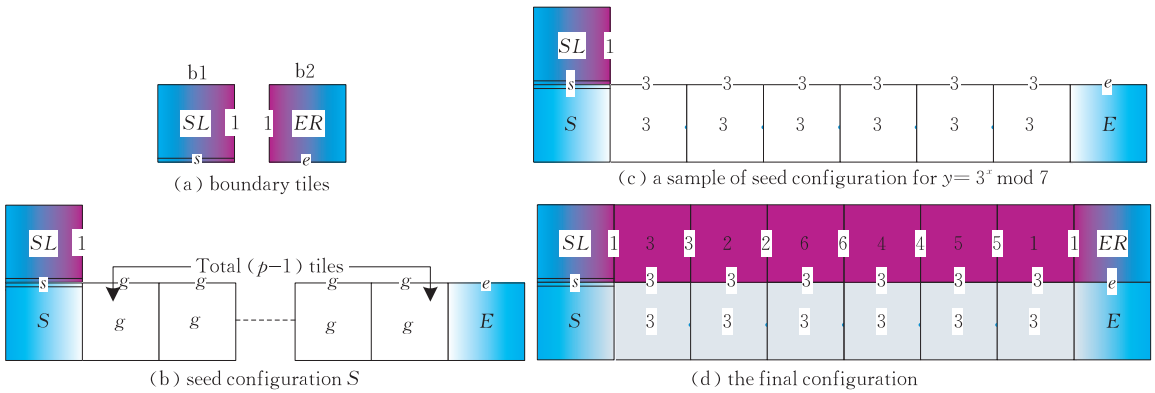 b1 b2
SL 1 1 ER
s e
(a) boundary tiles
SL 1
Total (p−1) tiles
s g g g g e
S g g g g E
(b) seed configuration S
SL 1
s 3 3 3 3 3 3 e
S 3 3 3 3 3 3 E
(c) a sample of seed configuration for y=3^x mod 7
SL 1 3 3 2 2 6 6 4 4 5 5 1 1 ER
s 3 3 3 3 3 3 e
S 3 3 3 3 3 3 E
(d) the final configuration